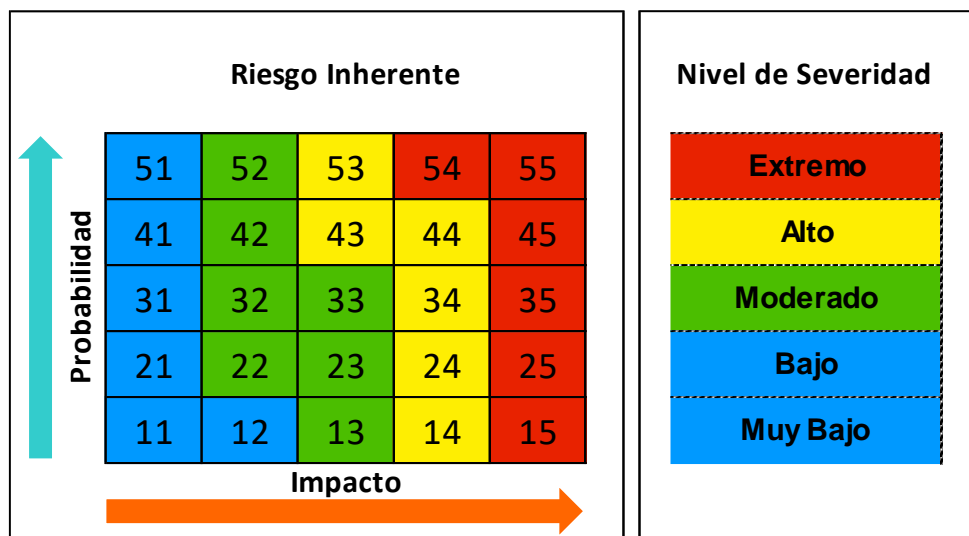 Riesgo Inherente
Nivel de Severidad
Probabilidad
51 52 53 54 55
41 42 43 44 45
31 32 33 34 35
21 22 23 24 25
11 12 13 14 15
Impacto
Extremo
Alto
Moderado
Bajo
Muy Bajo